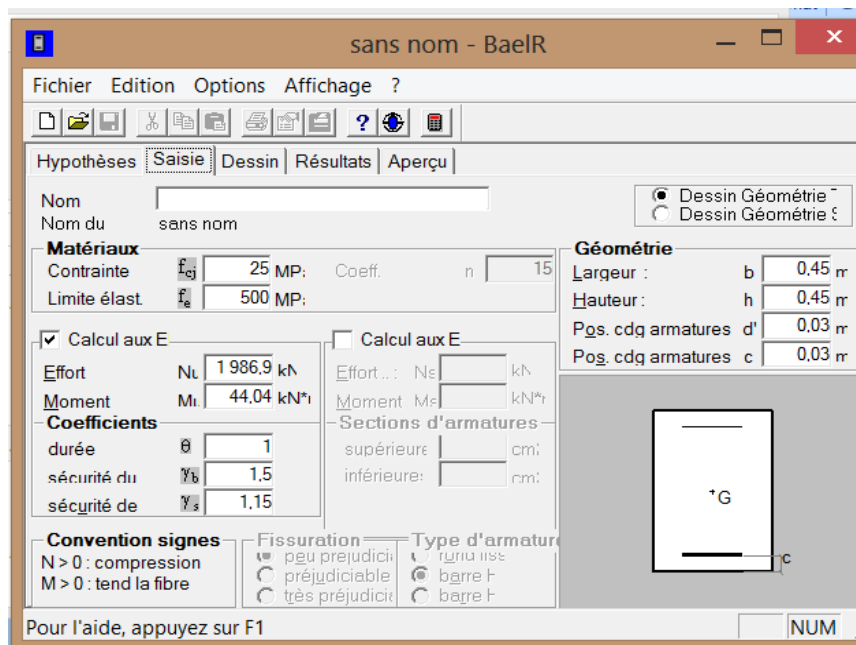 sans nom - BaelR
Fichier Edition Options Affichage ?
Hypothèses Saisie Dessin Résultats Aperçu
Nom
Nom du sans nom
Dessin Géométrie
Dessin Géométrie
Matériaux
Contrainte fcj 25 MP
Coeff. n 15
Limite élast. fe 500 MP
Géométrie
Largeur : b 0,45 m
Hauteur : h 0,45 m
Pos. cdg armatures d' 0,03 m
Pos. cdg armatures c 0,03 m
Calcul aux E
Effort Nu 1 986,9 kN
Moment Mu 44,04 kN*
Calcul aux E
Effort .. : Ns kN
Moment Ms kN*
Coefficients
durée θ 1
sécurité du γb 1,5
sécurité de γs 1,15
Sections d'armatures
supérieure cm
inférieure: cm
Convention signes
N > 0 : compression
M > 0 : tend la fibre
Fissuration
peu préjudici
préjudiciable
très préjudicia
Type d'armature
rond liss
barre H
barre H
G
c
Pour l'aide, appuyez sur F1 NUM